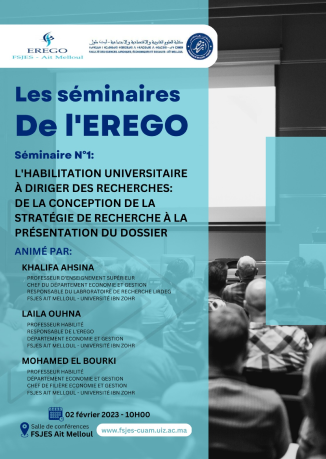 EREGO
FSJES - Ait Melloul
Les séminaires
De l'EREGO
Séminaire N°1:
L'HABILITATION UNIVERSITAIRE
À DIRIGER DES RECHERCHES:
DE LA CONCEPTION DE LA
STRATÉGIE DE RECHERCHE À LA
PRÉSENTATION DU DOSSIER
ANIMÉ PAR:
KHALIFA AHSINA
PROFESSEUR D'ENSEIGNEMENT SUPÉRIEUR
CHEF DU DÉPARTEMENT ECONOMIE ET GESTION
RESPONSABLE DU LABORATOIRE DE RECHERCHE
FSJES AIT MELLOUL - UNIVERSITÉ IBN ZOHR
LAILA OUHNA
PROFESSEUR HABILITÉ
RESPONSABLE DE L'EREGO
DÉPARTEMENT ECONOMIE ET GESTION
FSJES AIT MELLOUL - UNIVERSITÉ IBN ZOHR
MOHAMED EL BOURKI
PROFESSEUR HABILITÉ
DÉPARTEMENT ECONOMIE ET GESTION
CHEF DE FILIÈRE ECONOMIE ET GESTION
FSJES AIT MELLOUL - UNIVERSITÉ IBN ZOHR
02 février 2023 - 10H00
Salle de conférences
FSJES Ait Melloul
www.fsjes-cuam.uiz.ac.ma